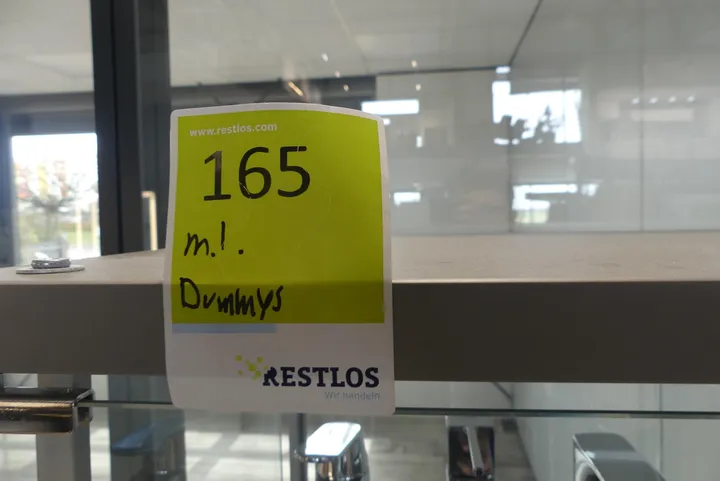 www.restlos.com
165
m.!.
Dummys
RESTLOS
Wir handeln